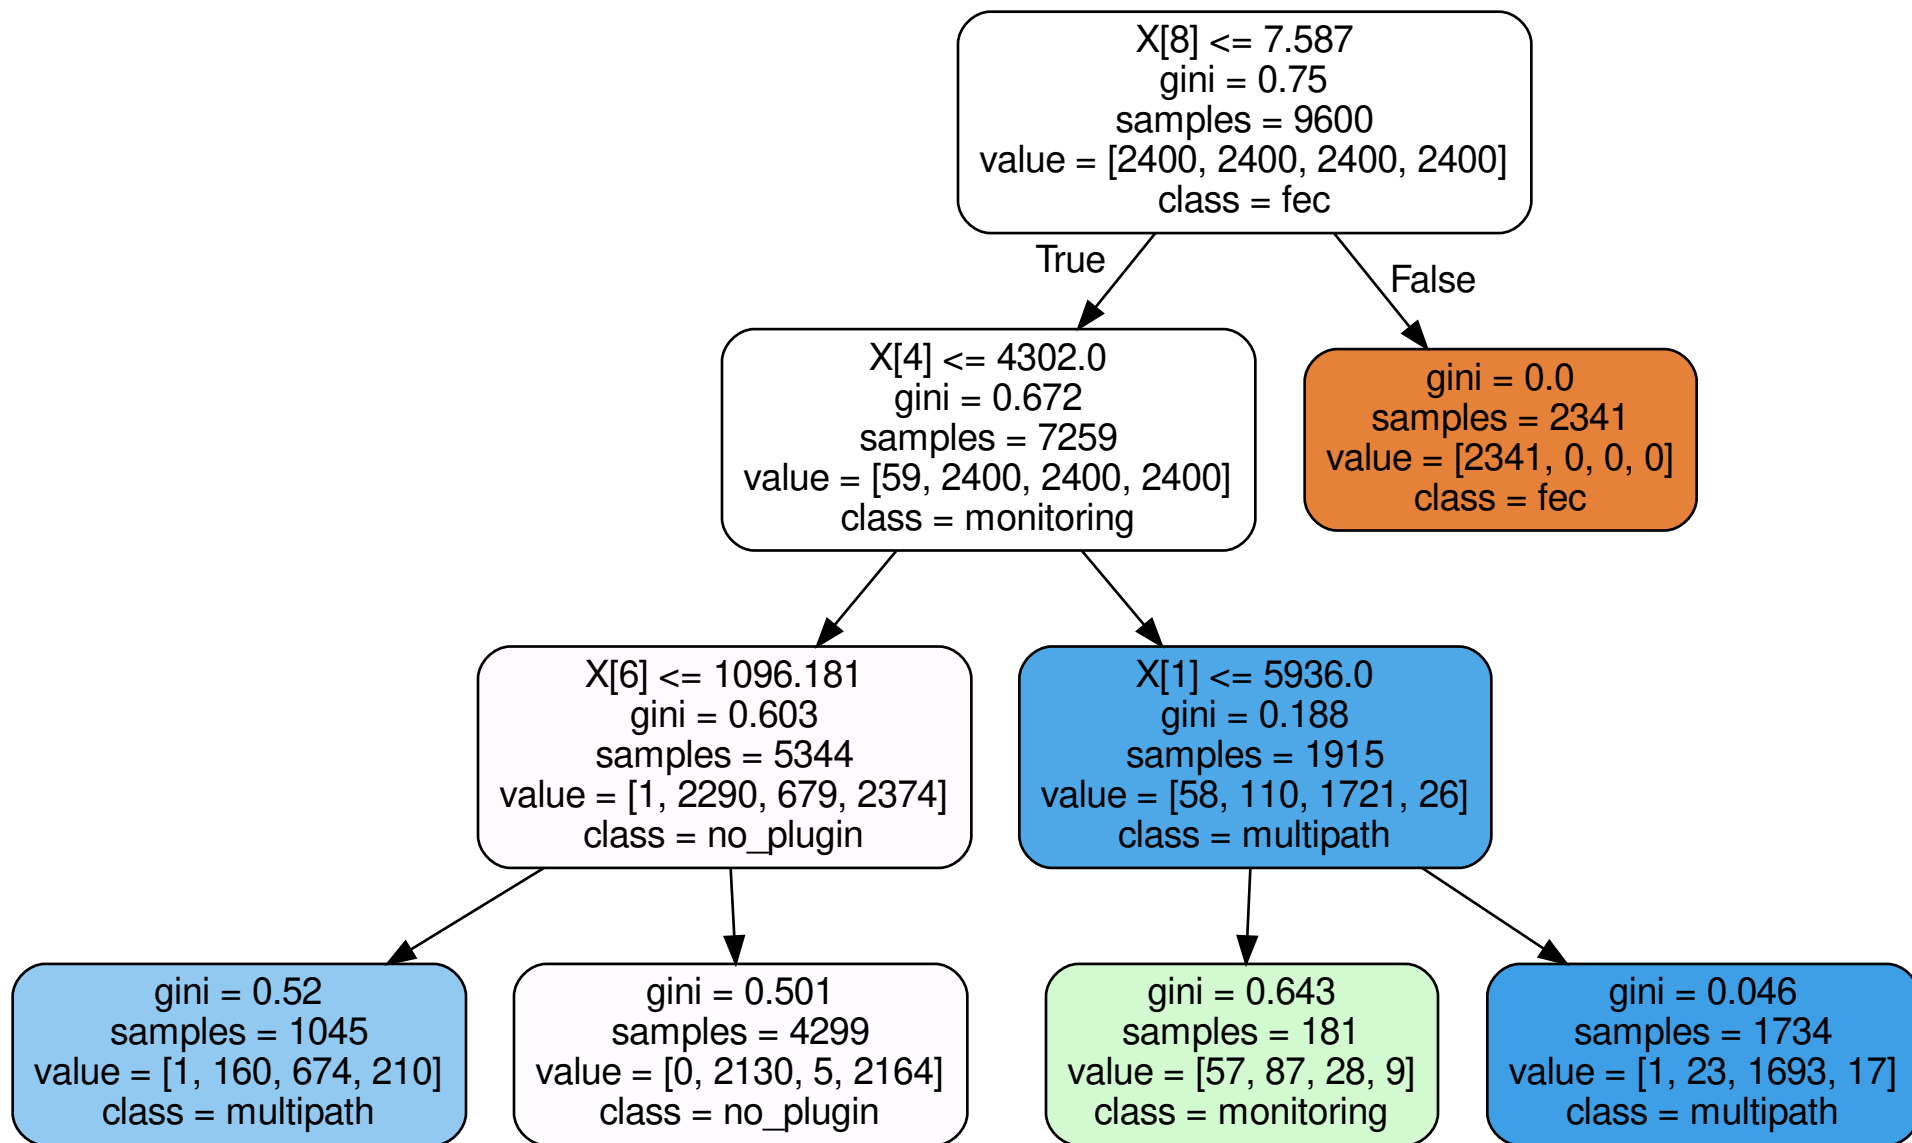 X[8] <= 7.587
gini = 0.75
samples = 9600
value = [2400, 2400, 2400, 2400]
class = fec
True
False
X[4] <= 4302.0
gini = 0.672
samples = 7259
value = [59, 2400, 2400, 2400]
class = monitoring
gini = 0.0
samples = 2341
value = [2341, 0, 0, 0]
class = fec
X[6] <= 1096.181
gini = 0.603
samples = 5344
value = [1, 2290, 679, 2374]
class = no_plugin
X[1] <= 5936.0
gini = 0.188
samples = 1915
value = [58, 110, 1721, 26]
class = multipath
gini = 0.52
samples = 1045
value = [1, 160, 674, 210]
class = multipath
gini = 0.501
samples = 4299
value = [0, 2130, 5, 2164]
class = no_plugin
gini = 0.643
samples = 181
value = [57, 87, 28, 9]
class = monitoring
gini = 0.046
samples = 1734
value = [1, 23, 1693, 17]
class = multipath